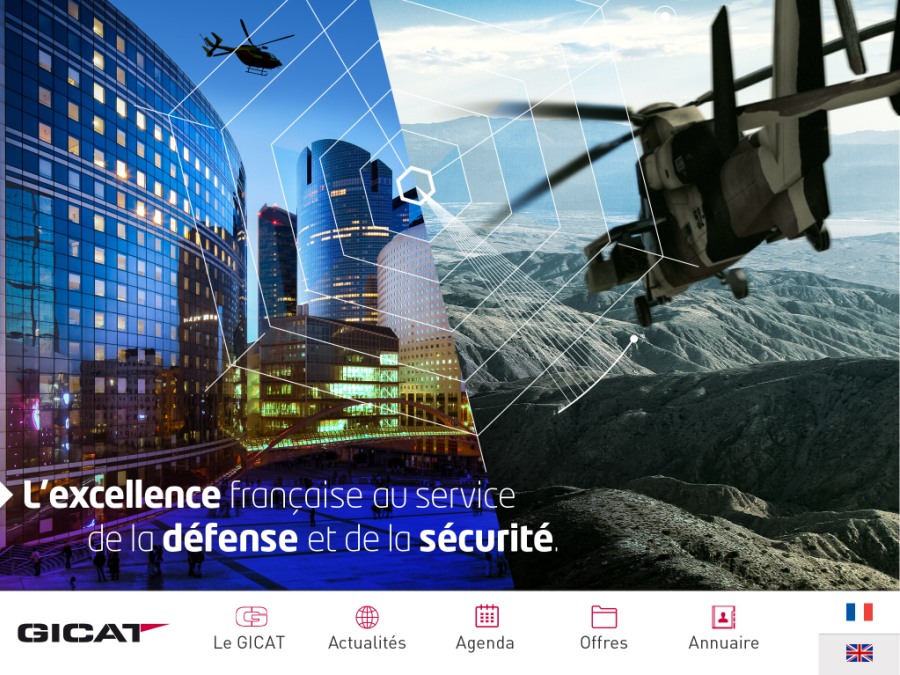 L'excellence française au service
de la défense et de la sécurité.
GICAT
Le GICAT
Actualités
Agenda
Offres
Annuaire